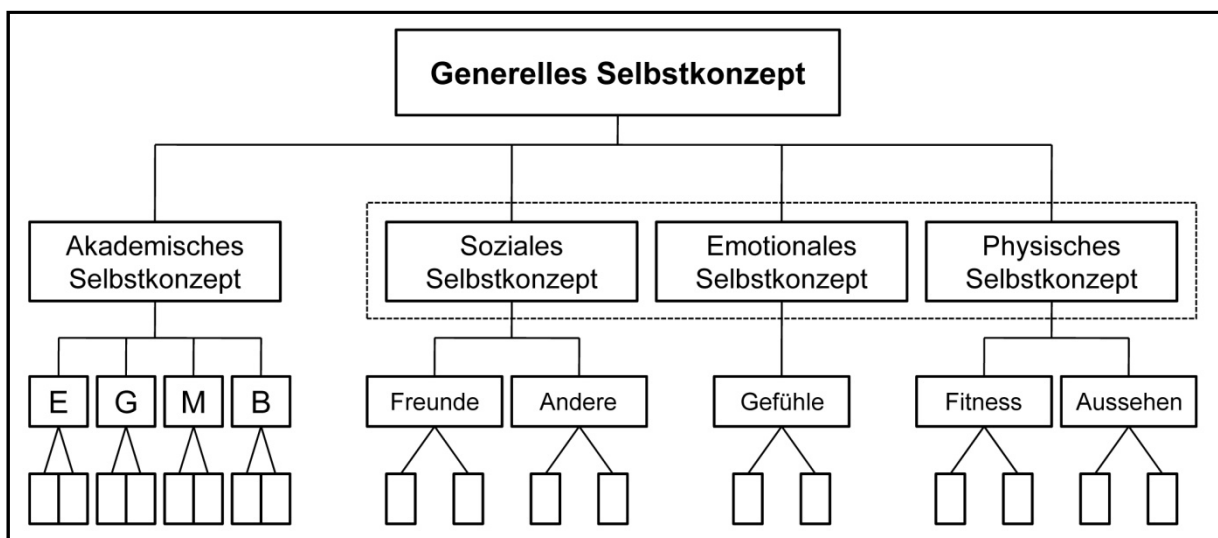 Generelles Selbstkonzept
Akademisches
Selbstkonzept
Soziales
Selbstkonzept
Emotionales
Selbstkonzept
Physisches
Selbstkonzept
E
G
M
B
Freunde
Andere
Gefühle
Fitness
Aussehen